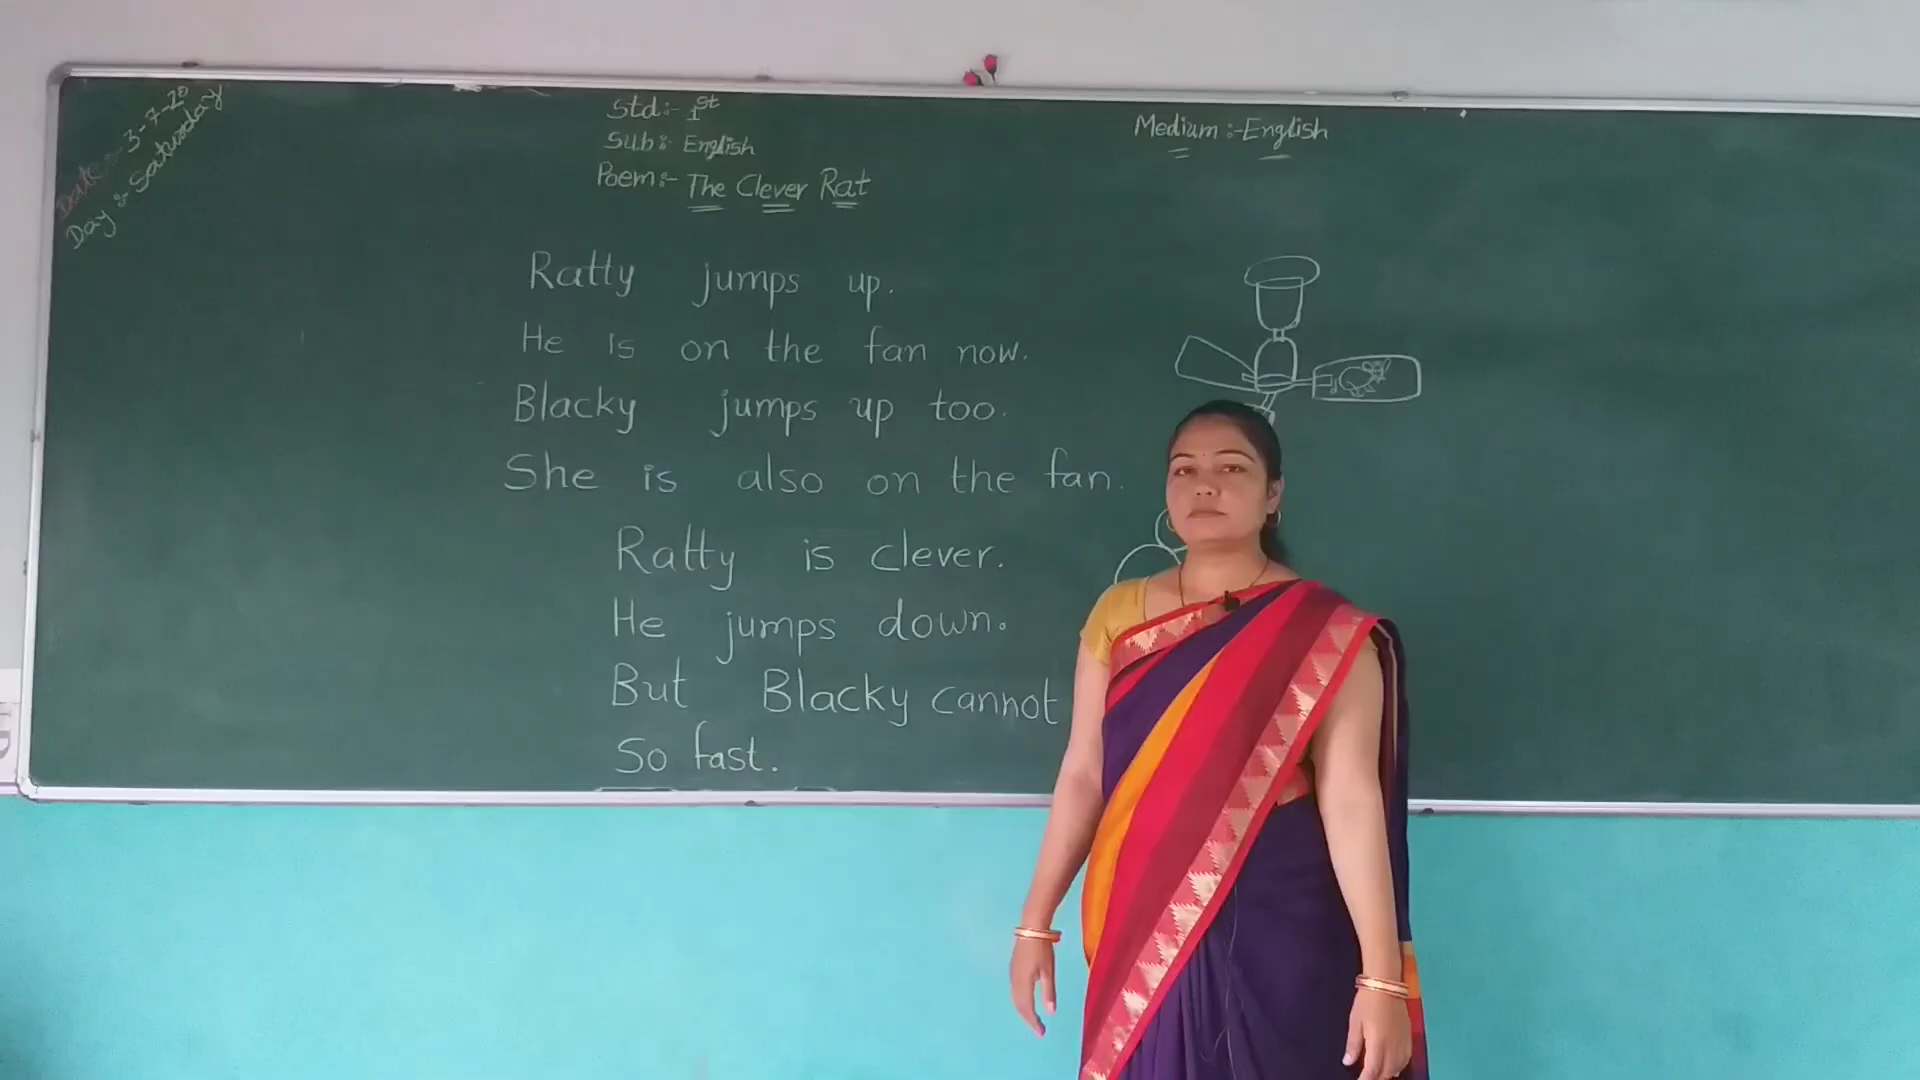 Date:- 3-7-20
Day:- Saturday
Std:- 1st
Sub:- English
Poem:- The Clever Rat
Medium:- English
Ratty jumps up.
He is on the fan now.
Blacky jumps up too.
She is also on the fan.
Ratty is clever.
He jumps down.
But Blacky cannot
So fast.